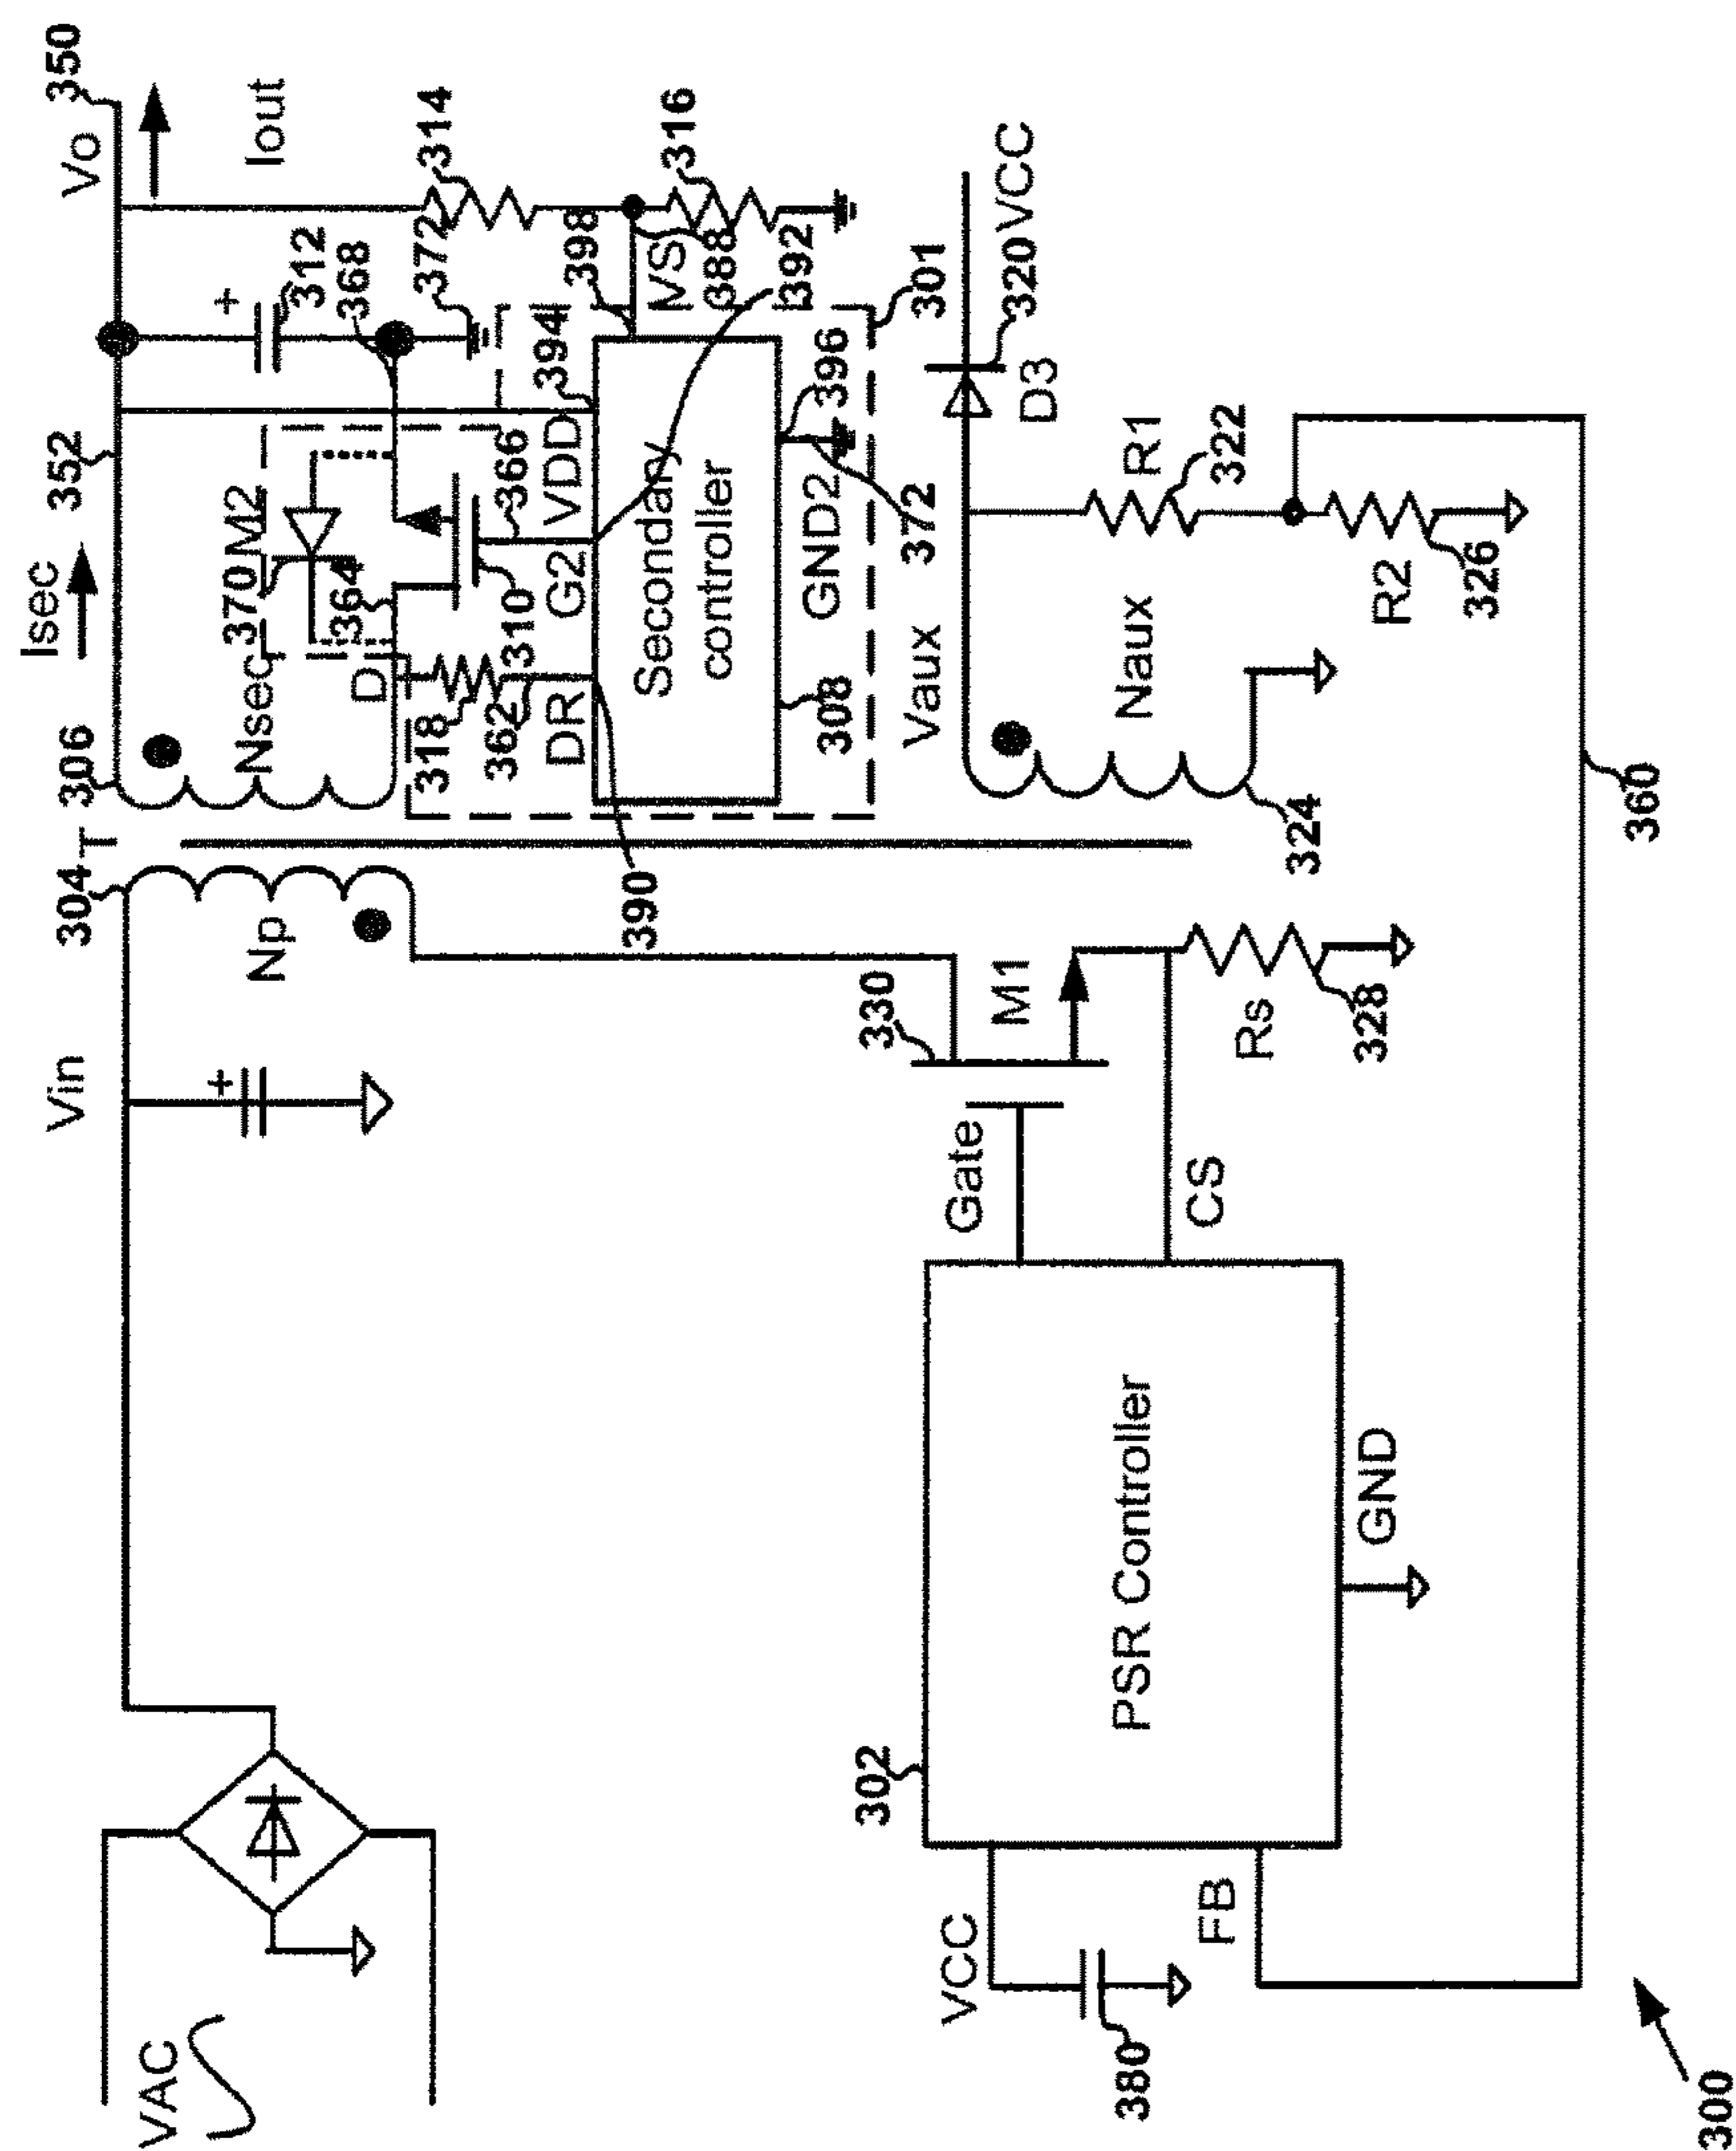 VAC
Vin
304
T
306
Isec
352
Vo
350
Np
Nsec
370
M2
+
+
312
Iout
368
D
364
372
314
318
310
366
394
398
362
DR
G2
VDD
VS
316
388
390
Secondary
controller
392
308
GND2
396
301
372
Vaux
320
VCC
D3
Naux
R1
322
324
R2
326
330
M1
Gate
CS
Rs
328
302
PSR Controller
VCC
FB
GND
380
360
300